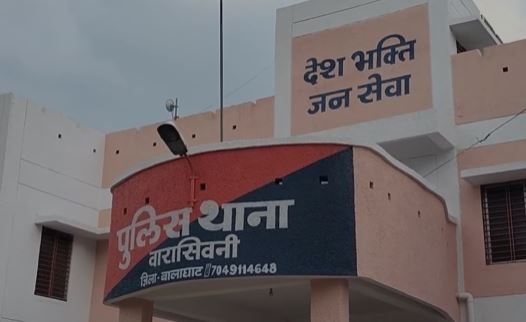 देश भक्ति
जन सेवा
पुलिस थाना
वारासिवनी
ज़िला-बालाघाट 7049114648